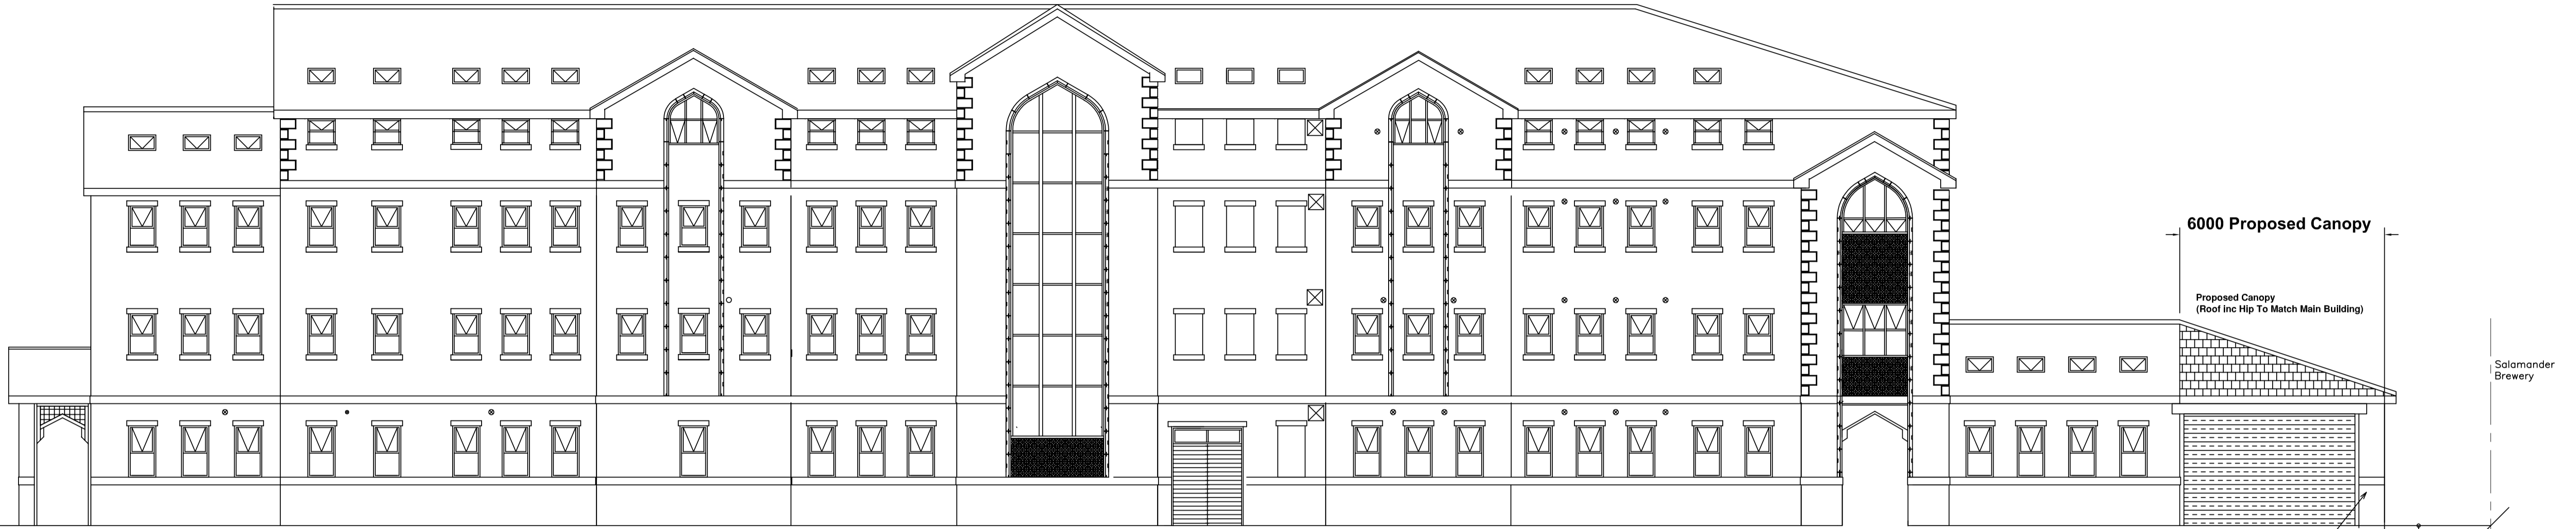 6000 Proposed Canopy
Proposed Canopy
(Roof inc Hip To Match Main Building)
Salamander
Brewery